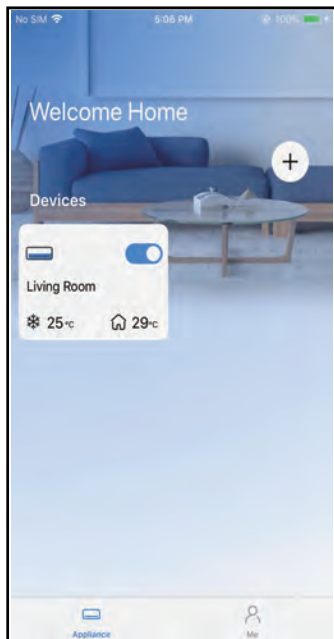 No SIM 5:06 PM 100%
Welcome Home
+
Devices
Living Room
25°C 29°C
Appliance Me